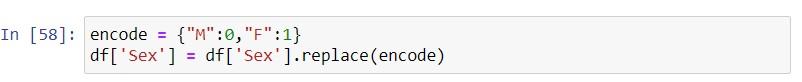 In [58]: encode = {"M":0,"F":1}
df['Sex'] = df['Sex'].replace(encode)